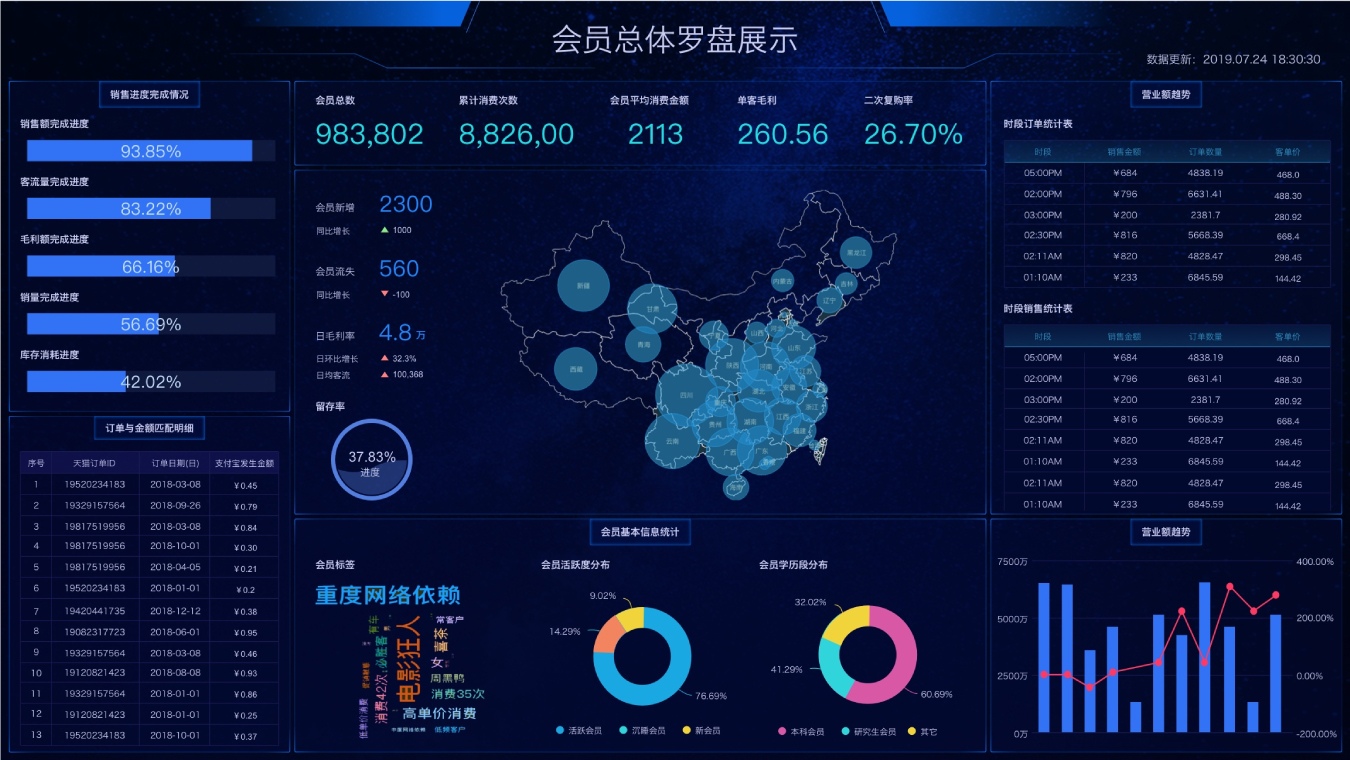 会员总体罗盘展示
数据更新: 2019.07.24 18:30:30
销售进度完成情况
销售额完成进度
93.85%
客流量完成进度
83.22%
毛利额完成进度
66.16%
销量完成进度
56.69%
库存消耗进度
42.02%
订单与金额匹配明细
序号 天猫订单ID 订单日期(日) 支付宝发生金额
1 19520234183 2018-03-08 ￥0.45
2 19329157564 2018-09-26 ￥0.79
3 19817519956 2018-03-08 ￥0.84
4 19817519956 2018-10-01 ￥0.30
5 19817519956 2018-04-05 ￥0.21
6 19520234183 2018-01-01 ￥0.2
7 19420441735 2018-12-12 ￥0.38
8 19082317723 2018-06-01 ￥0.95
9 19329157564 2018-03-08 ￥0.46
10 19120821423 2018-08-08 ￥0.93
11 19329157564 2018-01-01 ￥0.86
12 19120821423 2018-01-01 ￥0.25
13 19520234183 2018-10-01 ￥0.37
会员总数 累计消费次数 会员平均消费金额 单客毛利 二次复购率
983,802 8,826,00 2113 260.56 26.70%
会员新增 2300
同比增长 1000
会员流失 560
同比增长 -100
日毛利率 4.8 万
日环比增长 32.3%
日均客流 100,368
留存率
37.83%
进度
黑龙江
内蒙古
吉林
辽宁
新疆
甘肃
青海
西藏
宁夏
山西
河北
山东
陕西
河南
江苏
四川
重庆
湖北
安徽
浙江
贵州
湖南
江西
福建
云南
广西
广东
海南
会员基本信息统计
会员标签
重度网络依赖
有车
常客户
喜茶
必胜客
电影狂人
女
周黑鸭
消费42次
消费35次
高单价消费
低单价消费
低频客户
会员活跃度分布
9.02%
14.29%
76.69%
活跃会员 沉睡会员 新会员
会员学历段分布
32.02%
41.29%
60.69%
本科会员 研究生会员 其它
营业额趋势
时段订单统计表
时段 销售金额 订单数量 客单价
05:00PM ￥684 4838.19 468.0
02:00PM ￥796 6631.41 488.30
03:00PM ￥200 2381.7 280.92
02:30PM ￥816 5668.39 668.4
02:11AM ￥820 4828.47 298.45
01:10AM ￥233 6845.59 144.42
时段销售统计表
时段 销售金额 订单数量 客单价
05:00PM ￥684 4838.19 468.0
02:00PM ￥796 6631.41 488.30
03:00PM ￥200 2381.7 280.92
02:30PM ￥816 5668.39 668.4
02:11AM ￥820 4828.47 298.45
01:10AM ￥233 6845.59 144.42
02:11AM ￥820 4828.47 298.45
01:10AM ￥233 6845.59 144.42
营业额趋势
7500万 400.00%
5000万 200.00%
2500万 0.00%
0万 -200.00%